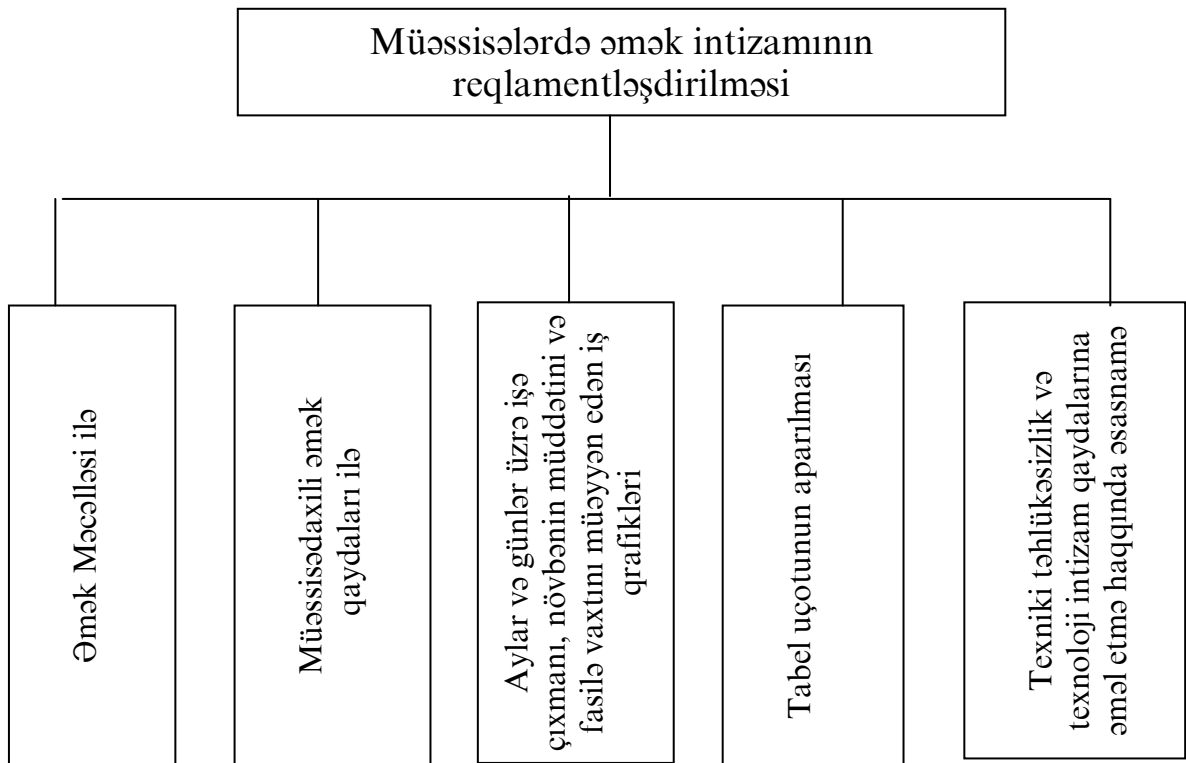 Müəssisələrdə əmək intizamının
reqlamentləşdirilməsi
Əmək Məcəlləsi ilə
Müəssisədaxili əmək
qaydaları ilə
Aylar və günlər üzrə işə
çıxmanı, növbənin müddətini və
fasilə vaxtını müəyyən edən iş
qrafikləri
Tabel uçotunun aparılması
Texniki təhlükəsizlik və
texnoloji intizam qaydalarına
əməl etmə haqqında əsasnamə